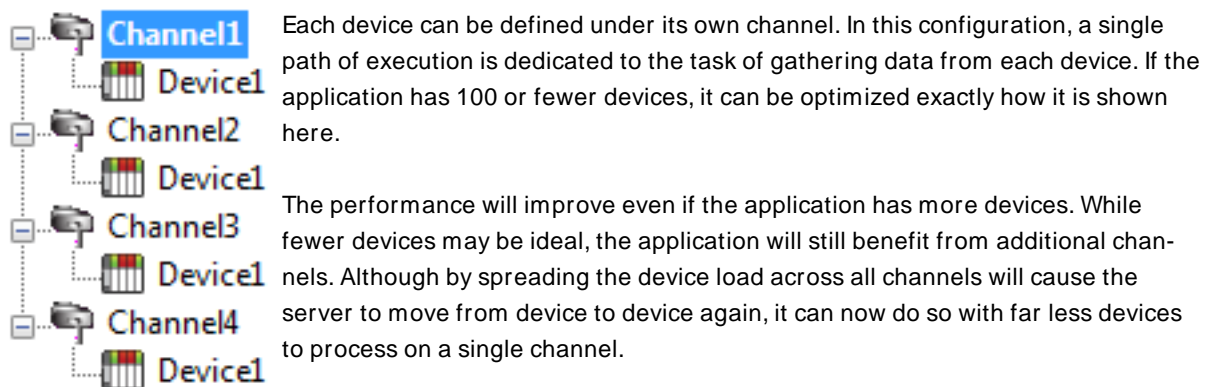 Channel1
Device1
Channel2
Device1
Channel3
Device1
Channel4
Device1
Each device can be defined under its own channel. In this configuration, a single
path of execution is dedicated to the task of gathering data from each device. If the
application has 100 or fewer devices, it can be optimized exactly how it is shown
here.
The performance will improve even if the application has more devices. While
fewer devices may be ideal, the application will still benefit from additional chan-
nels. Although by spreading the device load across all channels will cause the
server to move from device to device again, it can now do so with far less devices
to process on a single channel.